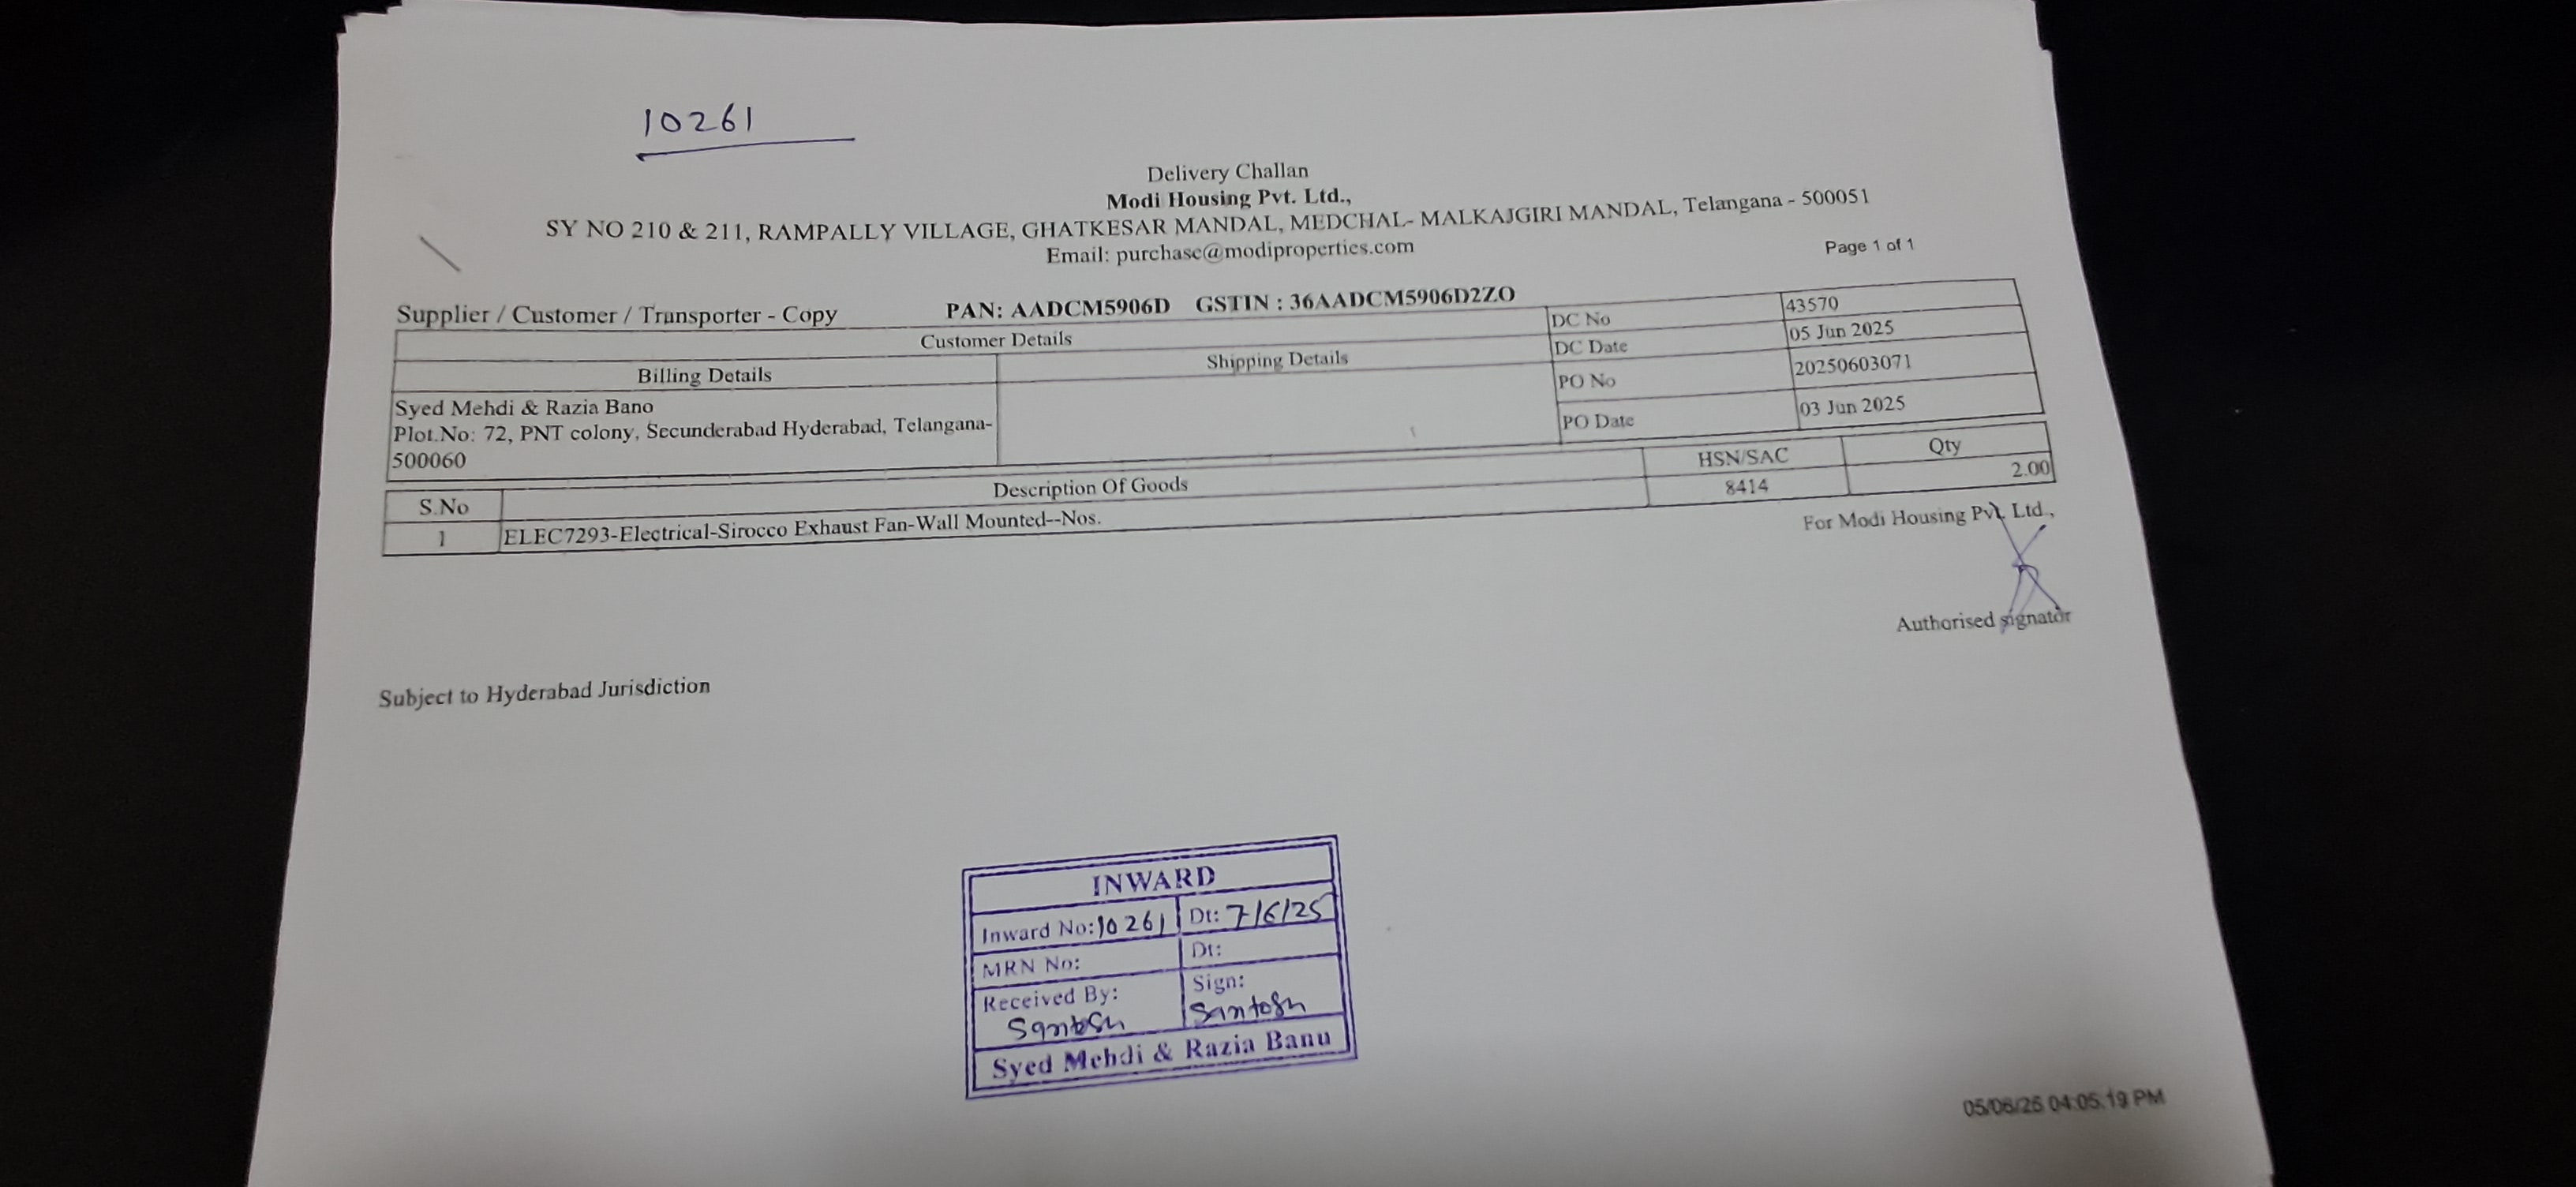 10261
Delivery Challan
Modi Housing Pvt. Ltd.,
SY NO 210 & 211, RAMPALLY VILLAGE, GHATKESAR MANDAL, MEDCHAL- MALKAJGIRI MANDAL, Telangana - 500051
Email: purchase@modiproperties.com
Page 1 of 1
Supplier / Customer / Transporter - Copy PAN: AADCM5906D GSTIN : 36AADCM5906D2ZO
Customer Details
Billing Details Shipping Details
Syed Mehdi & Razia Bano
Plot.No: 72, PNT colony, Secunderabad Hyderabad, Telangana-
500060
DC No 43570
DC Date 05 Jun 2025
PO No 20250603071
PO Date 03 Jun 2025
S.No Description Of Goods HSN/SAC Qty
1 ELEC7293-Electrical-Sirocco Exhaust Fan-Wall Mounted--Nos. 8414 2.00
For Modi Housing Pvt. Ltd.,
Authorised signator
Subject to Hyderabad Jurisdiction
INWARD
Inward No: 10261 Dt: 7/6/25
MRN No: Dt:
Received By: Sign:
Santosh Santosh
Syed Mehdi & Razia Banu
05/06/25 04:05:19 PM